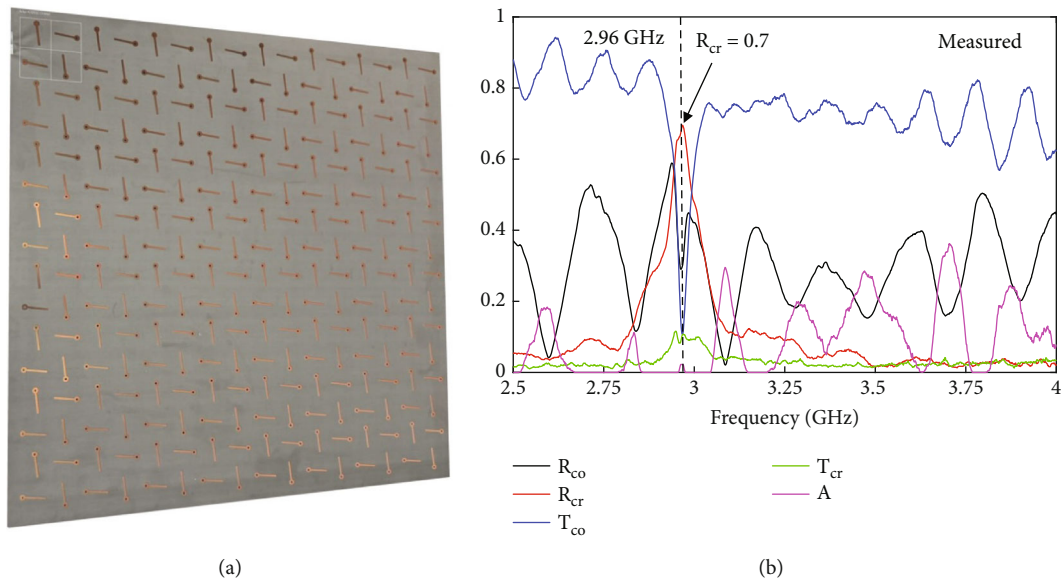 1
0.8
0.6
0.4
0.2
0
2.96 GHz
R_cr = 0.7
Measured
2.5
2.75
3
3.25
3.5
3.75
4
Frequency (GHz)
R_co
R_cr
T_co
T_cr
A
(a)
(b)